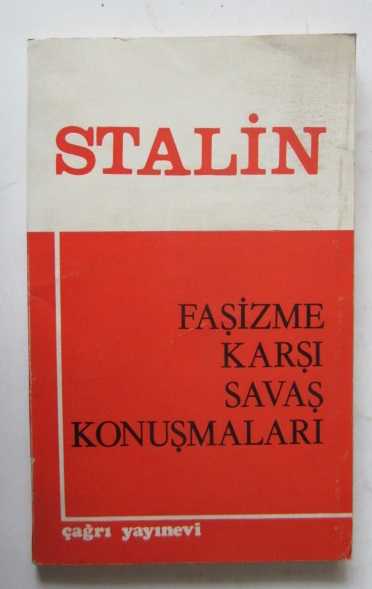 STALİN
FAŞİZME
KARŞI
SAVAŞ
KONUŞMALARI
çağrı yayınevi